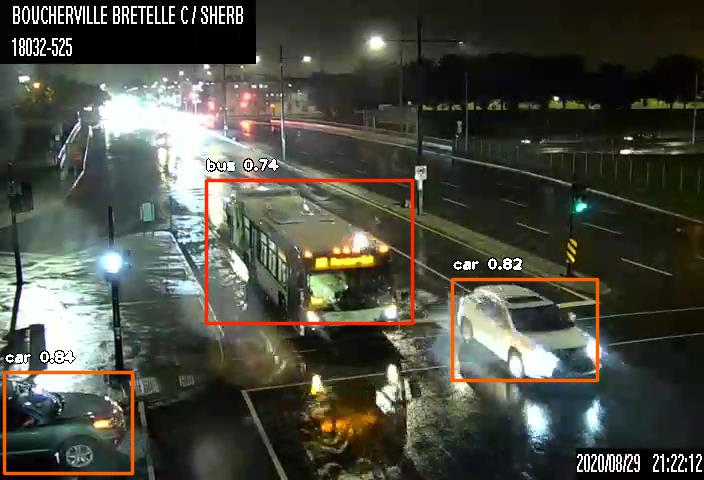 BOUCHERVILLE BRETELLE C / SHERB
18032-525
bus 0.74
car 0.82
car 0.84
2020/08/29 21:22:12